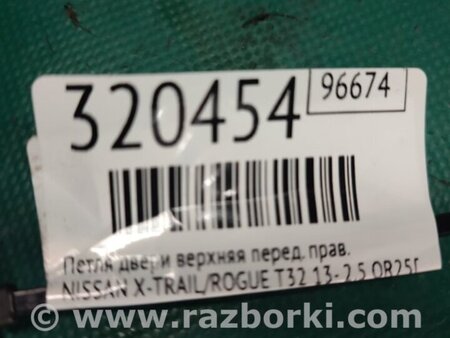 320454
96674
Петля двери верхняя перед. прав.
NISSAN X-TRAIL/ROGUE T32 13- 2.5 QR25
www.razborki.com